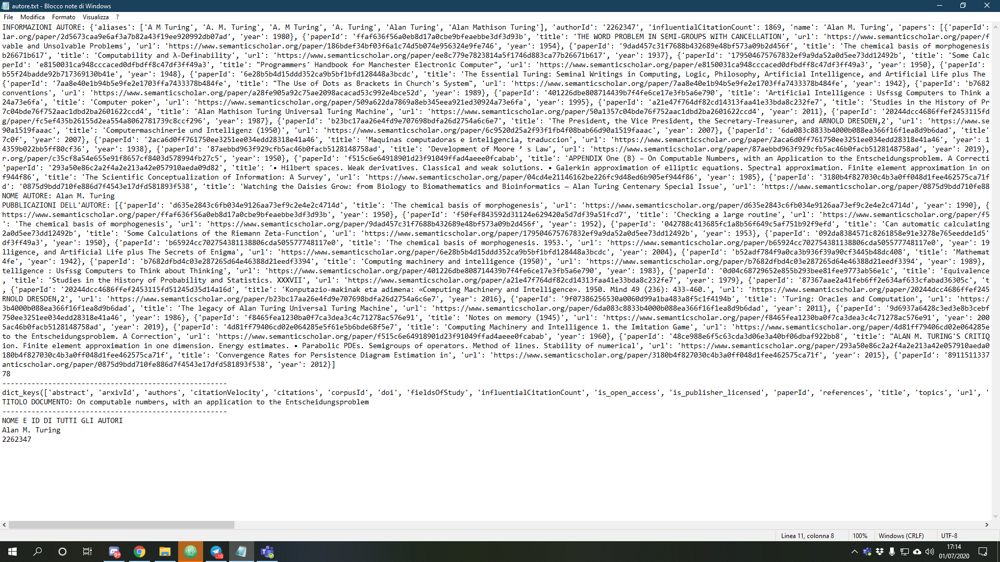 autore.txt - Blocco note di Windows
File Modifica Formato Visualizza ?
INFORMAZIONI AUTORE: {'aliases': ['A M Turing', 'A. M. Turing', 'A. M Turing', 'A. Turing', 'Alan Turing', 'Alan Mathison Turing'], 'authorId': '2262347', 'influentialCitationCount': 1869, 'name': 'Alan M. Turing', 'papers': [{'paperId':
lar.org/paper/2d5673caa9e6af3a7b82a43f19ee920992db07ad', 'year': 1980}, {'paperId': 'ffaf636f56a0eb8d17a0cbe9bfeaebbe3df3d93b', 'title': 'THE WORD PROBLEM IN SEMI-GROUPS WITH CANCELLATION', 'url': 'https://www.semanticscholar.org/paper/f
vable and Unsolvable Problems', 'url': 'https://www.semanticscholar.org/paper/186bdef34bf03f6a1c74d5b074e956324e9fe746', 'year': 1954}, {'paperId': '9dad457c31f7688b432689e48bf573a09b2d456f', 'title': 'The chemical basis of morphogenesis
b26671b617', 'title': 'Computability and λ-Definability', 'url': 'https://www.semanticscholar.org/paper/ee8c779e7823814a5f1746d883ca77b26671b617', 'year': 1937}, {'paperId': '179504675767832ef9a9da52a0d5ee73dd12492b', 'title': 'Some Calc
perId': 'e8150031ca948cccaced0dfbdff8c47df3ff49a3', 'title': "Programmers' Handbook for Manchester Electronic Computer", 'url': 'https://www.semanticscholar.org/paper/e8150031ca948cccaced0dfbdff8c47df3ff49a3', 'year': 1950}, {'paperId':
b55f24badde92b717369130b41e', 'year': 1948}, {'paperId': '6e28b5b4d15ddd352ca9b5bf1bfd128448a3bcdc', 'title': 'The Essential Turing: Seminal Writings in Computing, Logic, Philosophy, Artificial Intelligence, and Artificial Life plus The
{'paperId': '7aa8e40e1b94b5e9fe2e1703ffa7433378b484fe', 'title': "The Use of Dots as Brackets in Church's System", 'url': 'https://www.semanticscholar.org/paper/7aa8e40e1b94b5e9fe2e1703ffa7433378b484fe', 'year': 1942}, {'paperId': 'b7682
conventions', 'url': 'https://www.semanticscholar.org/paper/a28fe905a92c75ae2098acacad53c992e4bce52d', 'year': 1989}, {'paperId': '401226dbe808714439b7f4fe6ce17e3fb5a6e790', 'title': 'Artificial Intelligence : Usfssg Computers to Think a
24a73e6fa', 'title': 'Computer poker', 'url': 'https://www.semanticscholar.org/paper/509a622da7869a8eb345eea921ed30924a73e6fa', 'year': 1995}, {'paperId': 'a21e47f764df82cd14313faa41e33bda8c232fe7', 'title': 'Studies in the History of Pr
7c04bde76f752aac1dbd2ba2601622ccd4', 'title': 'Alan Mathison Turing Universal Turing Machine', 'url': 'https://www.semanticscholar.org/paper/50a1357c04bde76f752aac1dbd2ba2601622ccd4', 'year': 2011}, {'paperId': '20244dcc4686ffef2453115fd
g/paper/fc5ef435b26155d2ea554a8062781739c8ccf296', 'year': 1987}, {'paperId': 'b23bc17aa26e4fd9e707698bdfa26d2754a6c6e7', 'title': 'The President, the Vice President, the Secretary-Treasurer, and ARNOLD DRESDEN,2', 'url': 'https://www.se
90a1519faaac', 'title': 'Computermaschinerie und Intelligenz (1950)', 'url': 'https://www.semanticscholar.org/paper/6c9520d25a2f93f1fb4f08bab66d90a1519faaac', 'year': 2007}, {'paperId': '6da083c8833b4000b088ea366f16f1ea8d9b6dad', 'title'
7c0f', 'year': 2007}, {'paperId': '2aca6d0ff761750ee3251ee034edd28318e41a46', 'title': 'Maquinas computadoras e inteligencia, traduccion', 'url': 'https://www.semanticscholar.org/paper/2aca6d0ff761750ee3251ee034edd28318e41a46', 'year': 1
14359b022bb5ff80cf36', 'year': 1938}, {'paperId': '87aebbd963f929cfb5ac46b0facb5128148758ad', 'title': 'Development of Moore ’ s Law', 'url': 'https://www.semanticscholar.org/paper/87aebbd963f929cfb5ac46b0facb5128148758ad', 'year': 2019},
r.org/paper/c35cf8a54e655e91f8657cf8403d578994fb27c5', 'year': 1950}, {'paperId': 'f515c6e64918901d23f91049ffad4aeee0fcabab', 'title': 'APPENDIX One (B) – On Computable Numbers, with an Application to the Entscheidungsproblem. A Correcti
'paperId': '293a50e86c2a2f4a2e213a42e057910aeda09d82', 'title': '• Hilbert spaces. Weak derivatives. Classical and weak solutions. • Galerkin approximation of elliptic equations. Spectral approximation. Finite element approximation in on
f944f86', 'title': 'The Scientific Conceptualization of Information: A Survey', 'url': 'https://www.semanticscholar.org/paper/04cd4e21146162be226fc9d48ed6b905ef944f86', 'year': 1985}, {'paperId': '3180b4f827030c4b3a0ff048d1fee462575ca71f
d': '0875d9bdd710fe886d7f4543e17dfd581893f538', 'title': 'Watching the Daisies Grow: from Biology to Biomathematics and Bioinformatics — Alan Turing Centenary Special Issue', 'url': 'https://www.semanticscholar.org/paper/0875d9bdd710fe88
NOME AUTORE: Alan M. Turing
PUBBLICAZIONI DELL'AUTORE: [{'paperId': 'd635e2843c6fb034e9126aa73ef9c2e4e2c4714d', 'title': 'The chemical basis of morphogenesis', 'url': 'https://www.semanticscholar.org/paper/d635e2843c6fb034e9126aa73ef9c2e4e2c4714d', 'year': 1990}, {
https://www.semanticscholar.org/paper/ffaf636f56a0eb8d17a0cbe9bfeaebbe3df3d93b', 'year': 1950}, {'paperId': 'f50fef843592d31124e629420a5d7df39a51fcd7', 'title': 'Checking a large routine', 'url': 'https://www.semanticscholar.org/paper/f5
': 'The chemical basis of morphogenesis', 'url': 'https://www.semanticscholar.org/paper/9dad457c31f7688b432689e48bf573a09b2d456f', 'year': 1952}, {'paperId': '042788c413685fc1a8b56f649c5af751b92f9efd', 'title': 'Can automatic calculating
2a0d5ee73dd12492b', 'title': 'Some Calculations of the Riemann Zeta-Function', 'url': 'https://www.semanticscholar.org/paper/179504675767832ef9a9da52a0d5ee73dd12492b', 'year': 1953}, {'paperId': '092da8384571c8261858e91e3278e765eedde1d5'
df3ff49a3', 'year': 1950}, {'paperId': 'b65924cc702754381138806cda505577748117e0', 'title': 'The chemical basis of morphogenesis. 1953.', 'url': 'https://www.semanticscholar.org/paper/b65924cc702754381138806cda505577748117e0', 'year': 19
lligence, and Artificial Life plus The Secrets of Enigma', 'url': 'https://www.semanticscholar.org/paper/6e28b5b4d15ddd352ca9b5bf1bfd128448a3bcdc', 'year': 2004}, {'paperId': 'b52adf784f9a0ca3b936f39a90cf3445b48dc408', 'title': 'Mathemat
4fe', 'year': 1942}, {'paperId': 'b7682dfbd4c03e287265d64e46388d21eedf3394', 'title': 'Computing machinery and intelligence (1950)', 'url': 'https://www.semanticscholar.org/paper/b7682dfbd4c03e287265d64e46388d21eedf3394', 'year': 1989},
telligence : Usfssg Computers to Think about Thinking', 'url': 'https://www.semanticscholar.org/paper/401226dbe808714439b7f4fe6ce17e3fb5a6e790', 'year': 1983}, {'paperId': '0d04c68729652e855b293bee81fee9773ab56e1c', 'title': 'Equivalence
, 'title': 'Studies in the History of Probability and Statistics. XXXVII', 'url': 'https://www.semanticscholar.org/paper/a21e47f764df82cd14313faa41e33bda8c232fe7', 'year': 1979}, {'paperId': '87367aae2a41feb6ff2e634af633cfabad36305c', 't
, {'paperId': '20244dcc4686ffef2453115fd51245d35d14a16d', 'title': 'Konputazio-makinak eta adimena: «Computing Machinery and Intelligence». 1950. Mind 49 (236): 433-460.', 'url': 'https://www.semanticscholar.org/paper/20244dcc4686ffef245
RNOLD DRESDEN,2', 'url': 'https://www.semanticscholar.org/paper/b23bc17aa26e4fd9e707698bdfa26d2754a6c6e7', 'year': 2016}, {'paperId': '9f07386256530a0060d99a1ba483a8f5c1f4194b', 'title': 'Turing: Oracles and Computation', 'url': 'https:/
3b4000b088ea366f16f1ea8d9b6dad', 'title': 'The legacy of Alan Turing Universal Turing Machine', 'url': 'https://www.semanticscholar.org/paper/6da083c8833b4000b088ea366f16f1ea8d9b6dad', 'year': 2011}, {'paperId': '9d6937a6428c3ed3e8b3cebf
750ee3251ee034edd28318e41a46', 'year': 1986}, {'paperId': 'f8465fea1230ba0f7ca3dea3c4c71278ac576e91', 'title': 'Notes on memory (1945)', 'url': 'https://www.semanticscholar.org/paper/f8465fea1230ba0f7ca3dea3c4c71278ac576e91', 'year': 200
5ac46b0facb5128148758ad', 'year': 2019}, {'paperId': '4d81ff79406cd02e064285e5f61e5b6bde68f5e7', 'title': 'Computing Machinery and Intelligence 1. the Imitation Game', 'url': 'https://www.semanticscholar.org/paper/4d81ff79406cd02e064285e
to the Entscheidungsproblem. A Correction', 'url': 'https://www.semanticscholar.org/paper/f515c6e64918901d23f91049ffad4aeee0fcabab', 'year': 1960}, {'paperId': '48ce988e6f5c63cda3d06e3a40bf06dbaf922bb8', 'title': "ALAN M. TURING'S CRITIQ
ion. Finite element approximation in one dimension. Energy estimates. • Parabolic PDEs. Semigroups of operators. Method of lines. Stability of numerical', 'url': 'https://www.semanticscholar.org/paper/293a50e86c2a2f4a2e213a42e057910aeda0
180b4f827030c4b3a0ff048d1fee462575ca71f', 'title': 'Convergence Rates for Persistence Diagram Estimation in', 'url': 'https://www.semanticscholar.org/paper/3180b4f827030c4b3a0ff048d1fee462575ca71f', 'year': 2015}, {'paperId': '8911511337
anticscholar.org/paper/0875d9bdd710fe886d7f4543e17dfd581893f538', 'year': 2012}]
78
------------------------------------------------------
dict_keys(['abstract', 'arxivId', 'authors', 'citationVelocity', 'citations', 'corpusId', 'doi', 'fieldsOfStudy', 'influentialCitationCount', 'is_open_access', 'is_publisher_licensed', 'paperId', 'references', 'title', 'topics', 'url', '
TITOLO DOCUMENTO: On computable numbers, with an application to the Entscheidungsproblem
------------------------------------------------------
NOME E ID DI TUTTI GLI AUTORI
Alan M. Turing
2262347
Linea 11, colonna 8 100% Windows (CRLF) UTF-8
9+ ..10 17:14
01/07/2020